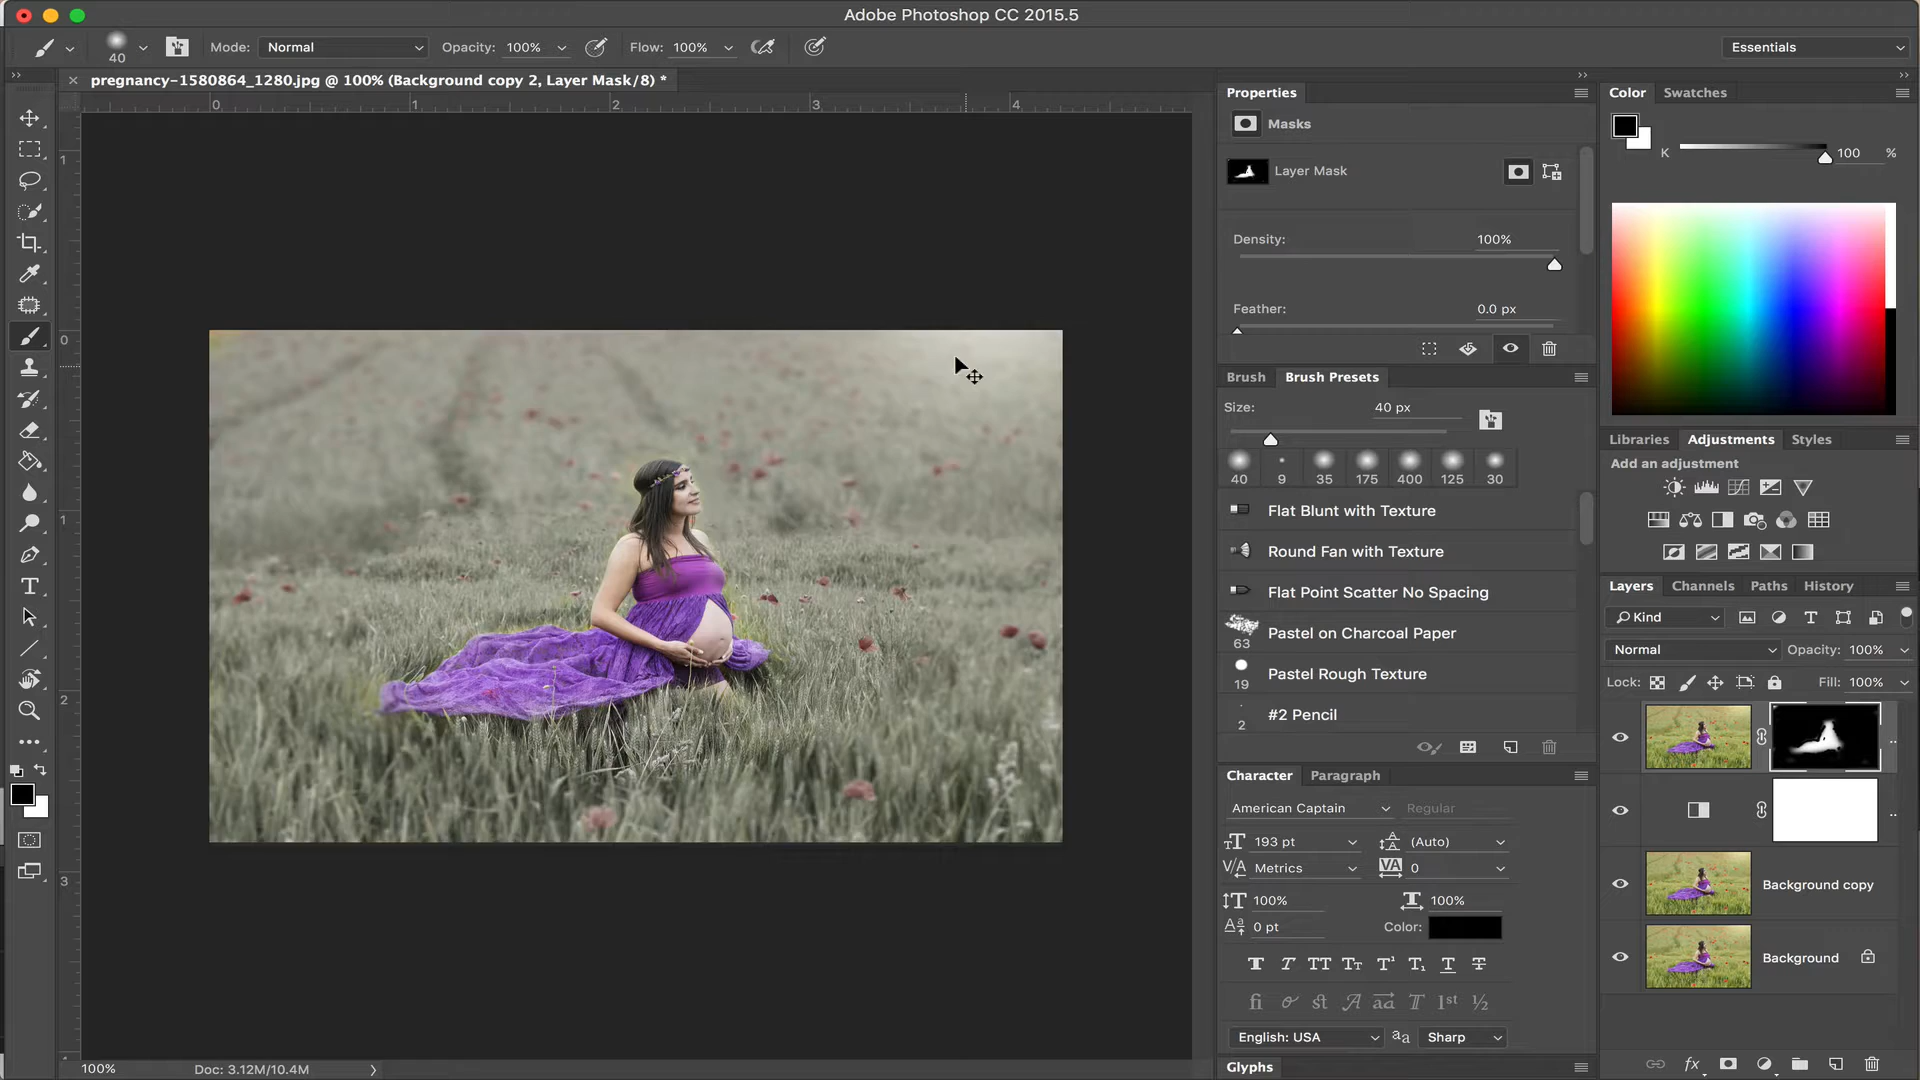 Adobe Photoshop CC 2015.5
40
Mode: Normal
Opacity: 100%
Flow: 100%
Essentials
pregnancy-1580864_1280.jpg @ 100% (Background copy 2, Layer Mask/8) *
0 1 2 3 4
1
0
1
2
3
Properties
Masks
Layer Mask
Density: 100%
Feather: 0.0 px
Brush Brush Presets
Size: 40 px
40 9 35 175 400 125 30
Flat Blunt with Texture
Round Fan with Texture
Flat Point Scatter No Spacing
Pastel on Charcoal Paper
63
Pastel Rough Texture
19
#2 Pencil
2
Character Paragraph
American Captain Regular
193 pt (Auto)
Metrics 0
100% 100%
0 pt Color:
English: USA Sharp
Glyphs
Color Swatches
K 100 %
Libraries Adjustments Styles
Add an adjustment
Layers Channels Paths History
Kind
Normal Opacity: 100%
Lock: Fill: 100%
Background copy
Background
100% Doc: 3.12M/10.4M